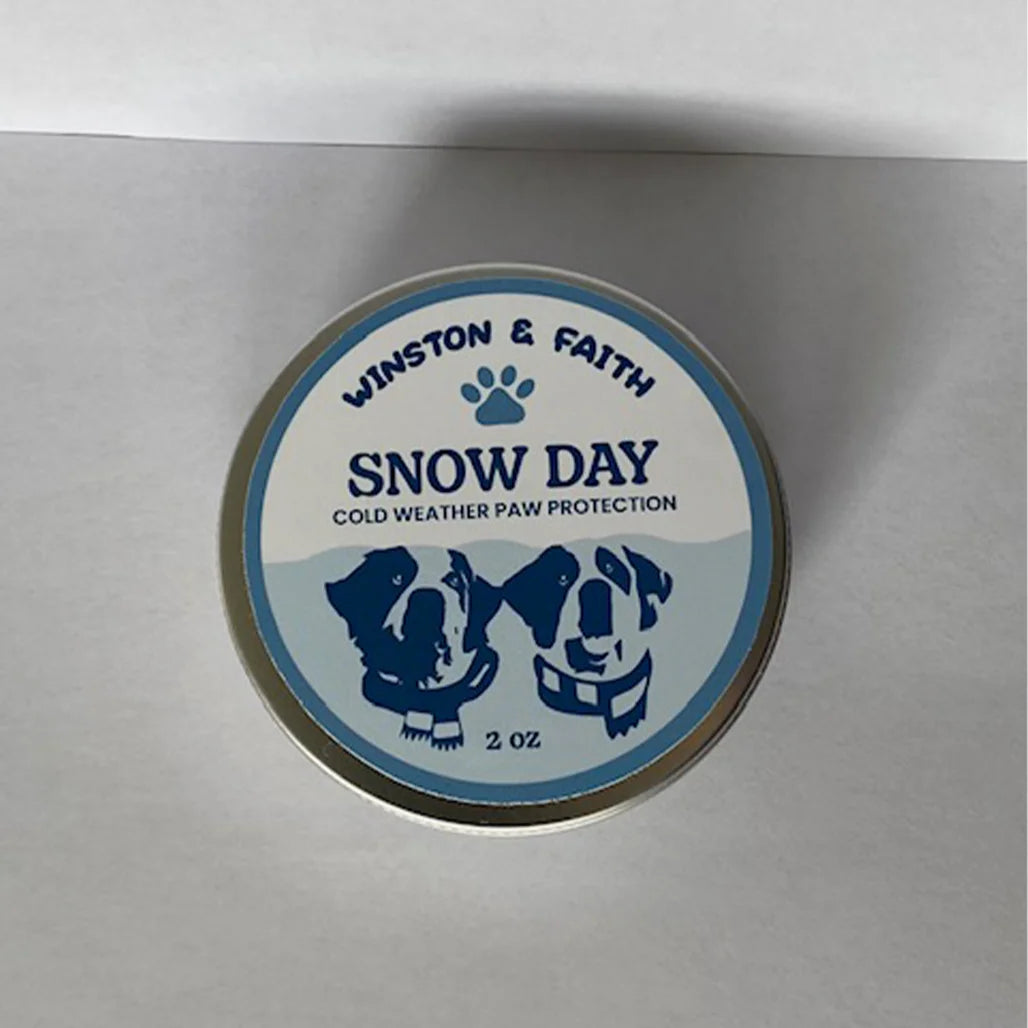 WINSTON & FAITH
SNOW DAY
COLD WEATHER PAW PROTECTION
2 OZ